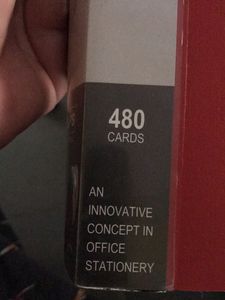 480
CARDS
AN
INNOVATIVE
CONCEPT IN
OFFICE
STATIONERY